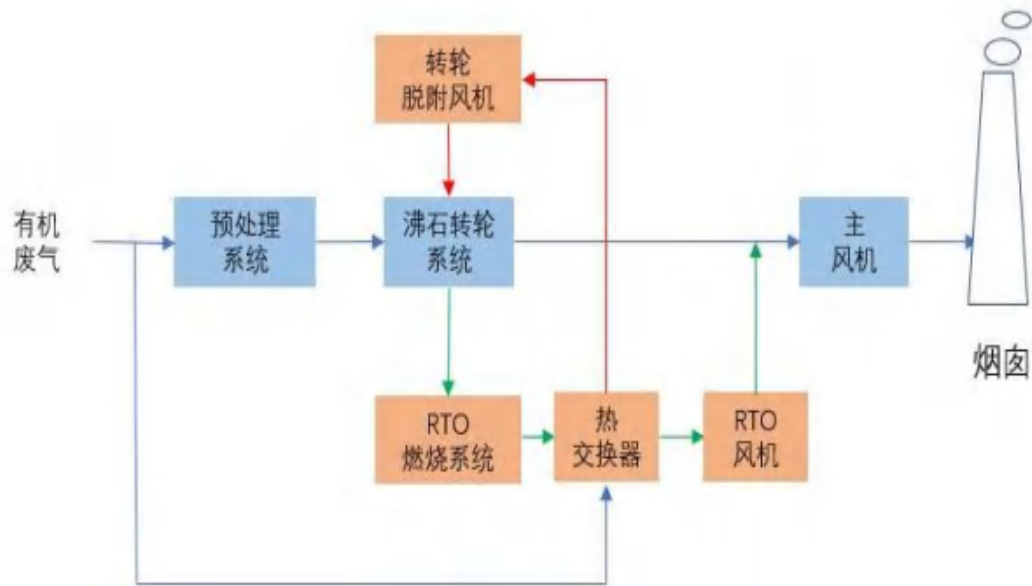 转轮
脱附风机
有机
废气
预处理
系统
沸石转轮
系统
主
风机
烟囱
RTO
燃烧系统
热
交换器
RTO
风机